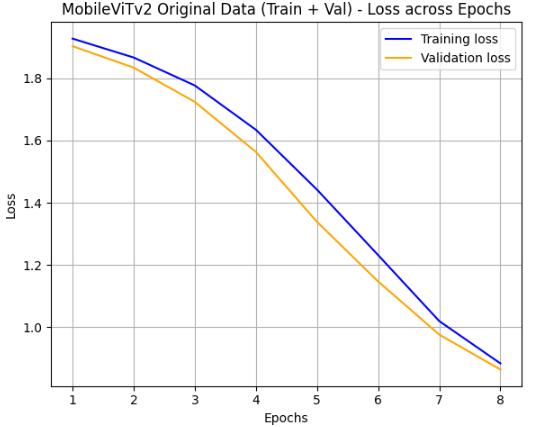 MobileViTv2 Original Data (Train + Val) - Loss across Epochs
Training loss
Validation loss
Loss
1.8
1.6
1.4
1.2
1.0
1 2 3 4 5 6 7 8
Epochs